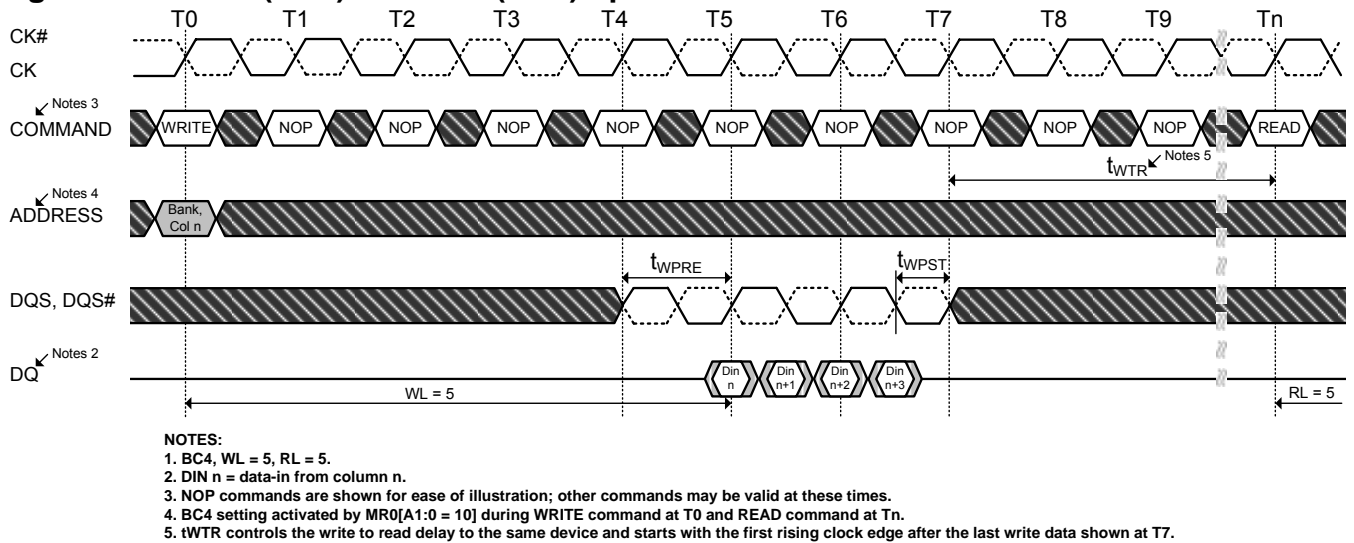 T0 T1 T2 T3 T4 T5 T6 T7 T8 T9 Tn
CK#
CK
Notes 3
COMMAND WRITE NOP NOP NOP NOP NOP NOP NOP NOP NOP READ
tWTR Notes 5
Notes 4
ADDRESS Bank,
Col n
tWPRE tWPST
DQS, DQS#
Notes 2
DQ Din
n Din
n+1 Din
n+2 Din
n+3
WL = 5 RL = 5
NOTES:
1. BC4, WL = 5, RL = 5.
2. DIN n = data-in from column n.
3. NOP commands are shown for ease of illustration; other commands may be valid at these times.
4. BC4 setting activated by MR0[A1:0 = 10] during WRITE command at T0 and READ command at Tn.
5. tWTR controls the write to read delay to the same device and starts with the first rising clock edge after the last write data shown at T7.